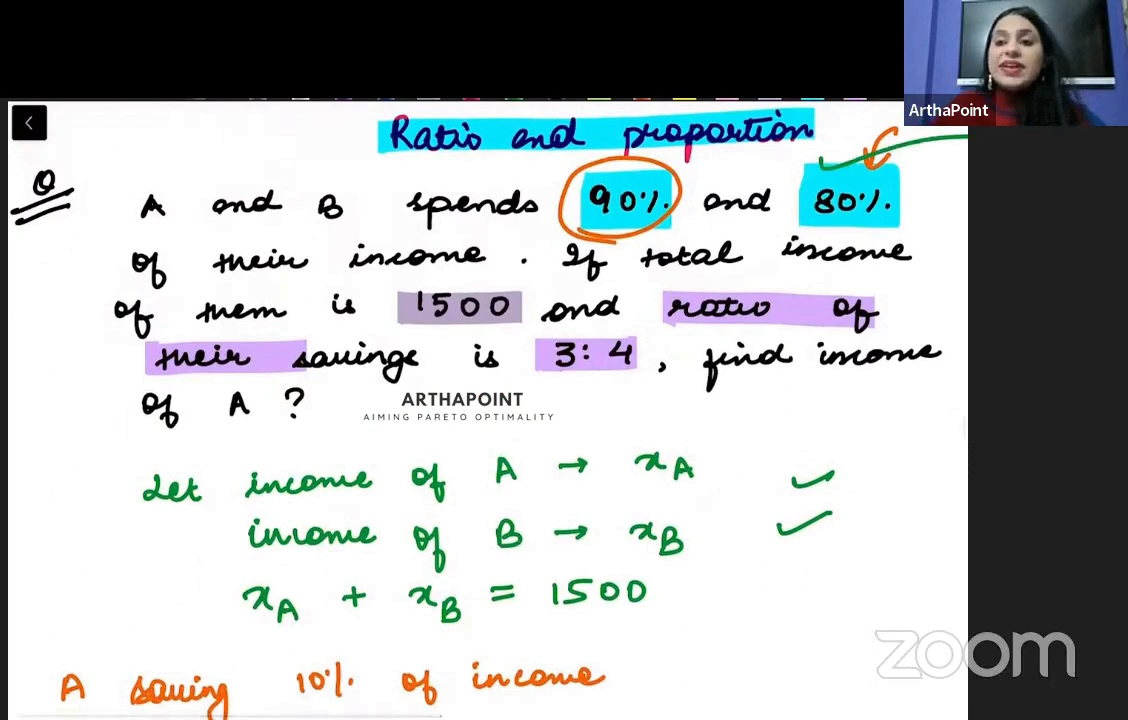 ArthaPoint
Ratio and proportion
Q
A and B spends 90% and 80%
of their income. If total income
of them is 1500 and ratio of
their savings is 3:4, find income
of A ?
ARTHAPOINT
AIMING PARETO OPTIMALITY
Let income of A → xA
income of B → xB
xA + xB = 1500
zoom
A saving 10% of income